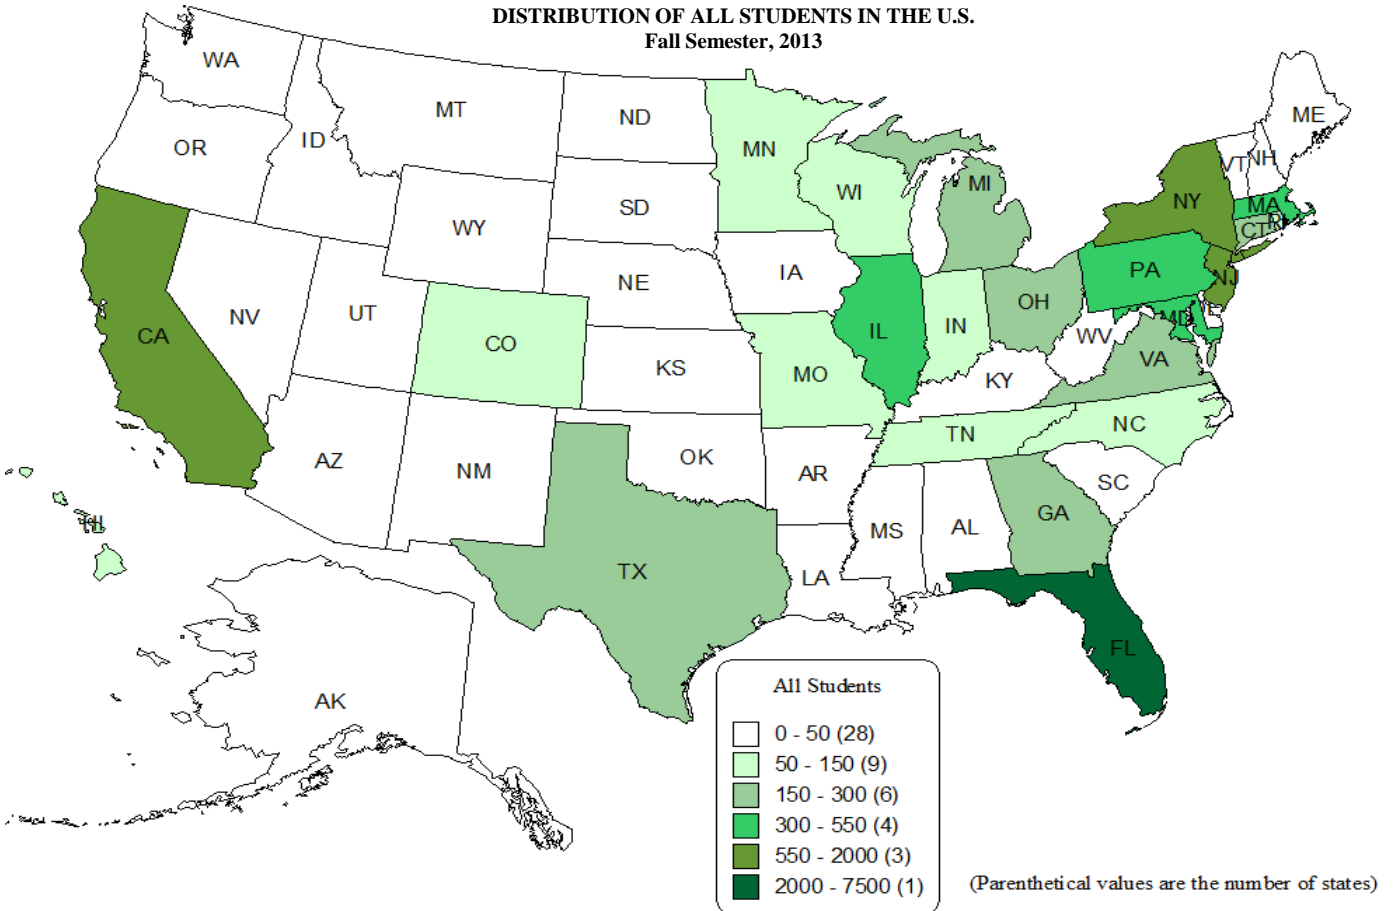 DISTRIBUTION OF ALL STUDENTS IN THE U.S.
Fall Semester, 2013
WA
MT
ND
ME
OR
ID
MN
VT
NH
WI
MI
SD
NY
MA
WY
CT
RI
IA
PA
NE
NJ
OH
UT
NV
IN
MD
CA
IL
WV
CO
VA
KS
MO
KY
NC
TN
AZ
NM
OK
AR
SC
GA
HI
MS
AL
TX
LA
FL
AK
All Students
0 - 50 (28)
50 - 150 (9)
150 - 300 (6)
300 - 550 (4)
550 - 2000 (3)
2000 - 7500 (1)
(Parenthetical values are the number of states)